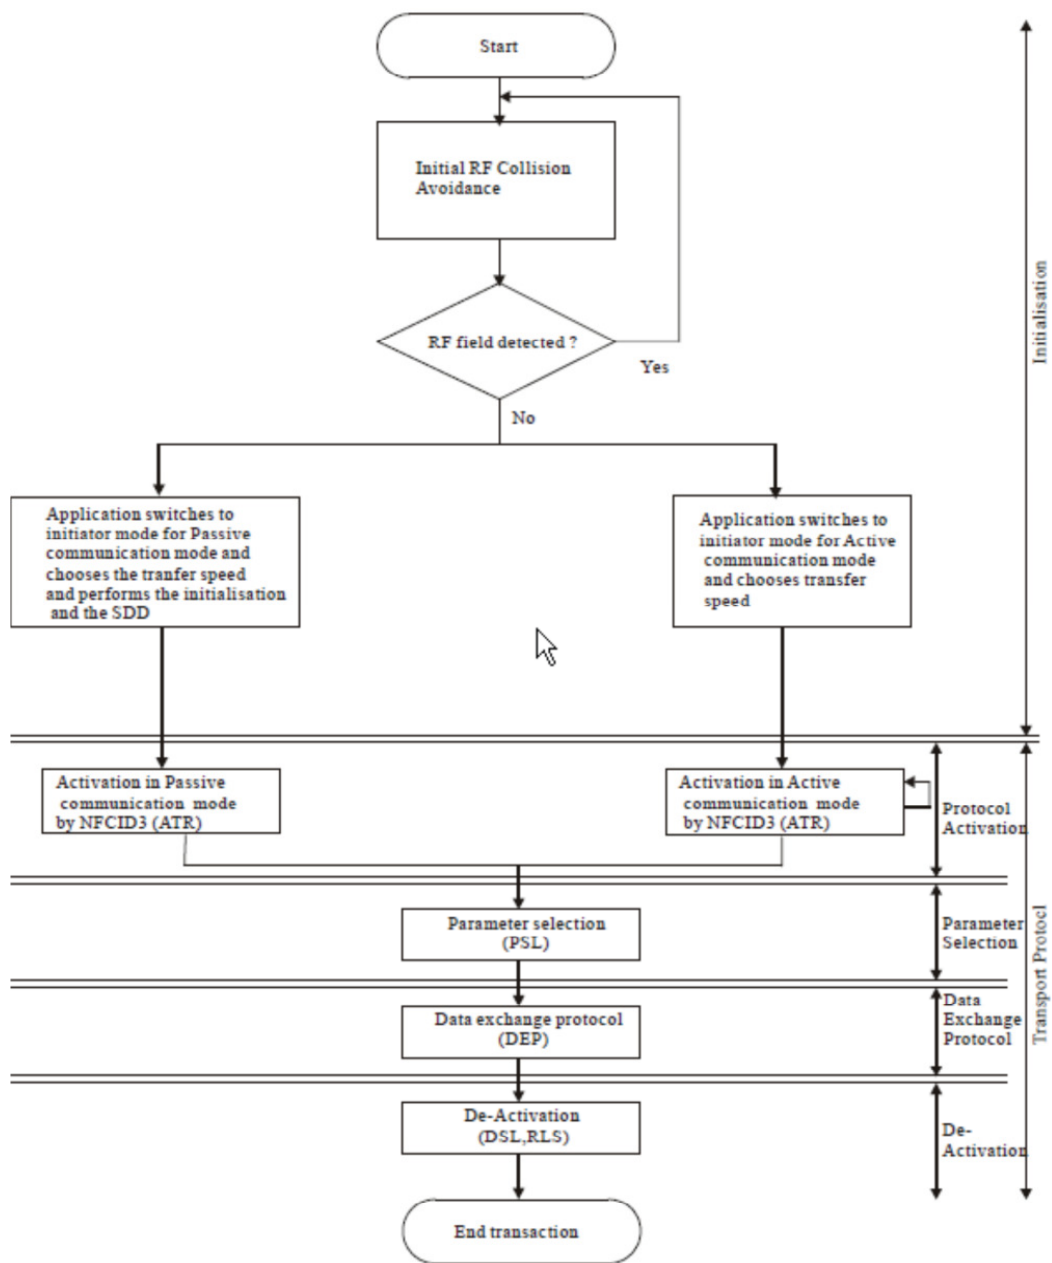 Start
Initial RF Collision
Avoidance
RF field detected ?
Yes
No
Initialisation
Application switches to
initiator mode for Passive
communication mode and
chooses the tranfer speed
and performs the initialisation
and the SDD
Application switches to
initiator mode for Active
communication mode
and chooses transfer
speed
Activation in Passive
communication mode
by NFCID3 (ATR)
Activation in Active
communication mode
by NFCID3 (ATR)
Protocol
Activation
Parameter selection
(PSL)
Parameter
Selection
Transport Protocl
Data exchange protocol
(DEP)
Data
Exchange
Protocol
De-Activation
(DSL,RLS)
De-
Activation
End transaction